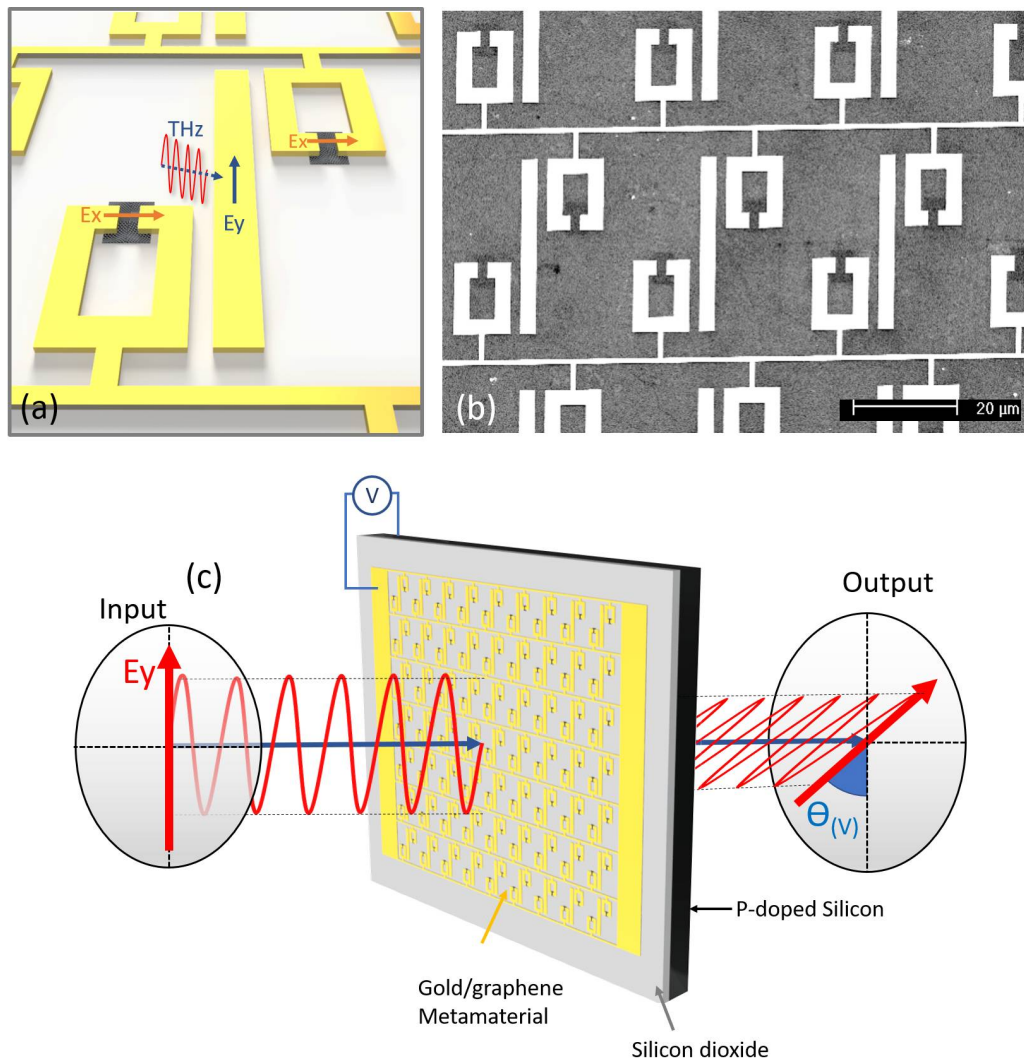 THz
Ex
Ex
Ey
(a)
(b)
20 µm
V
(c)
Input
Output
Ey
Θ(V)
P-doped Silicon
Gold/graphene
Metamaterial
Silicon dioxide